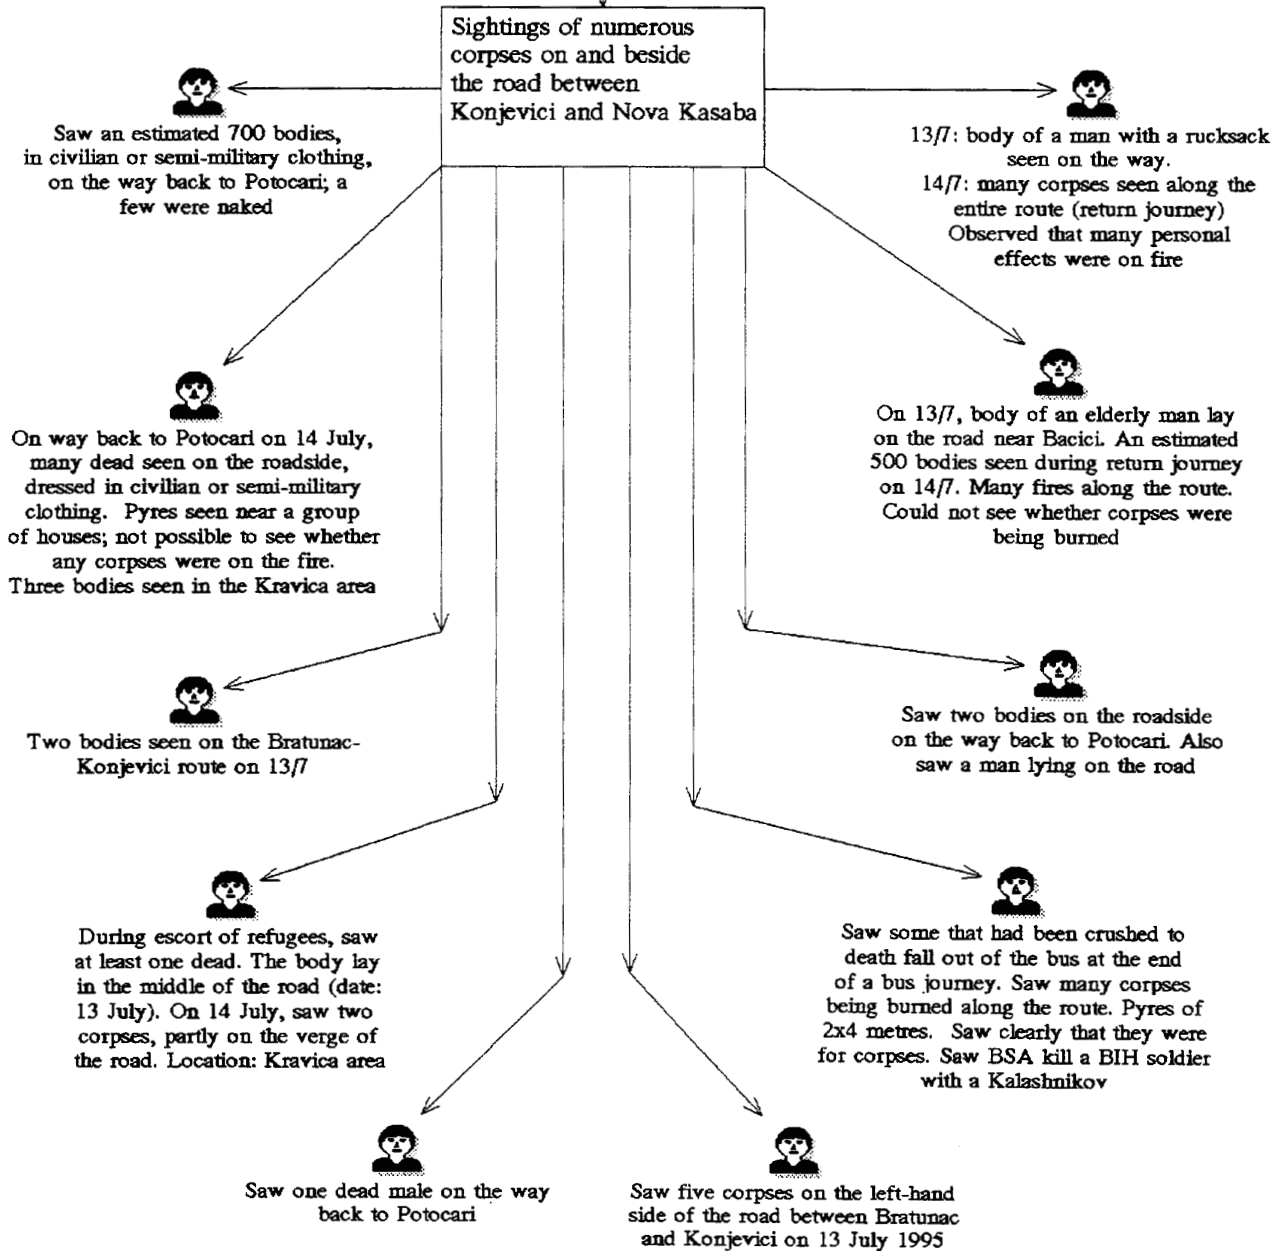 Sightings of numerous
corpses on and beside
the road between
Konjevici and Nova Kasaba
Saw an estimated 700 bodies,
in civilian or semi-military clothing,
on the way back to Potocari; a
few were naked
13/7: body of a man with a rucksack
seen on the way.
14/7: many corpses seen along the
entire route (return journey)
Observed that many personal
effects were on fire
On way back to Potocari on 14 July,
many dead seen on the roadside,
dressed in civilian or semi-military
clothing. Pyres seen near a group
of houses; not possible to see whether
any corpses were on the fire.
Three bodies seen in the Kravica area
On 13/7, body of an elderly man lay
on the road near Bacici. An estimated
500 bodies seen during return journey
on 14/7. Many fires along the route.
Could not see whether corpses were
being burned
Two bodies seen on the Bratunac-
Konjevici route on 13/7
Saw two bodies on the roadside
on the way back to Potocari. Also
saw a man lying on the road
During escort of refugees, saw
at least one dead. The body lay
in the middle of the road (date:
13 July). On 14 July, saw two
corpses, partly on the verge of
the road. Location: Kravica area
Saw some that had been crushed to
death fall out of the bus at the end
of a bus journey. Saw many corpses
being burned along the route. Pyres of
2x4 metres. Saw clearly that they were
for corpses. Saw BSA kill a BIH soldier
with a Kalashnikov
Saw one dead male on the way
back to Potocari
Saw five corpses on the left-hand
side of the road between Bratunac
and Konjevici on 13 July 1995